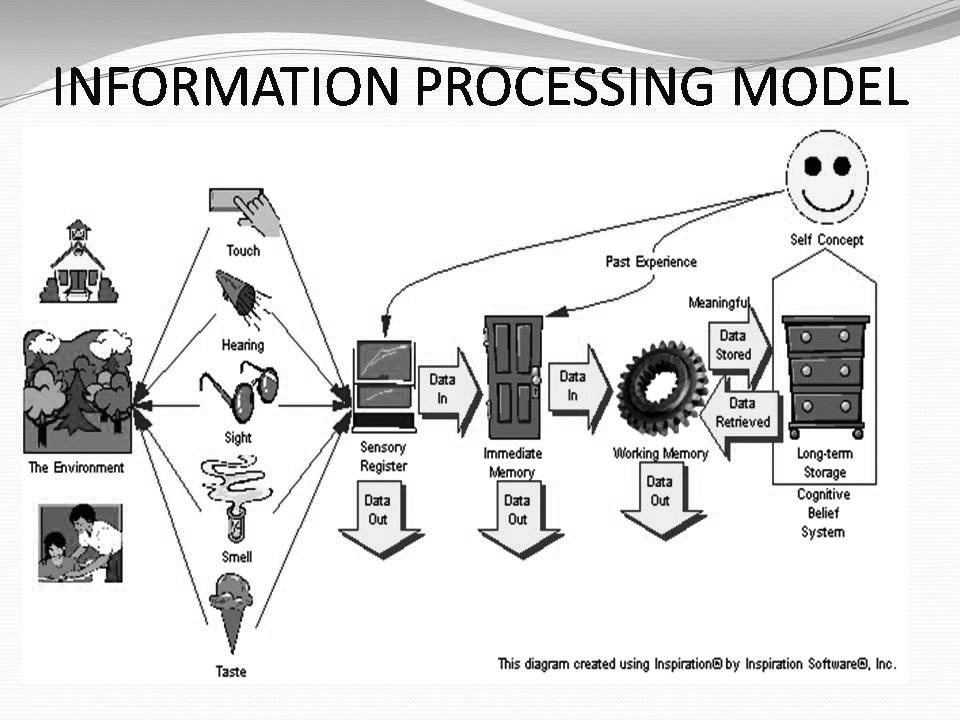 INFORMATION PROCESSING MODEL
Touch
Hearing
Sight
Smell
Taste
The Environment
Sensory
Register
Data
In
Data
Out
Immediate
Memory
Data
In
Data
Out
Working Memory
Data
Out
Past Experience
Meaningful
Data
Stored
Data
Retrieved
Self Concept
Long-term
Storage
Cognitive
Belief
System
This diagram created using Inspiration® by Inspiration Software®, Inc.